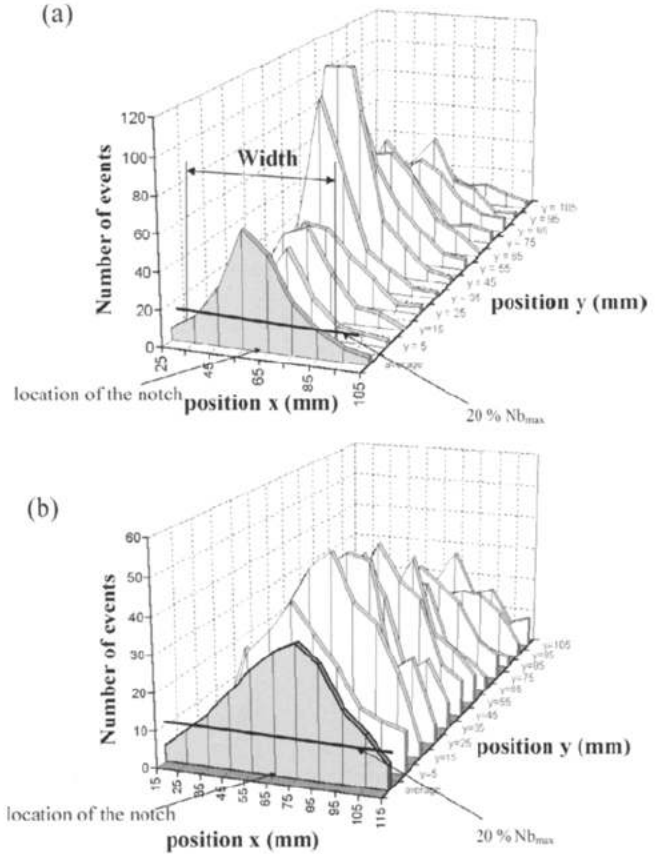 (a)
120
100
80
60
40
20
0
Number of events
Width
25
45
65
85
105
position x (mm)
location of the notch
20 % Nbmax
average
y = 5
y=15
y = 25
y = 35
y = 45
y = 55
y = 65
y = 75
y = 95
y = 105
position y (mm)
(b)
60
50
40
30
20
10
0
Number of events
15
25
35
45
55
65
75
85
95
105
115
position x (mm)
location of the notch
20 % Nbmax
average
y=5
y=15
y=25
y=35
y=45
y=55
y=75
y=85
y=95
y=105
position y (mm)